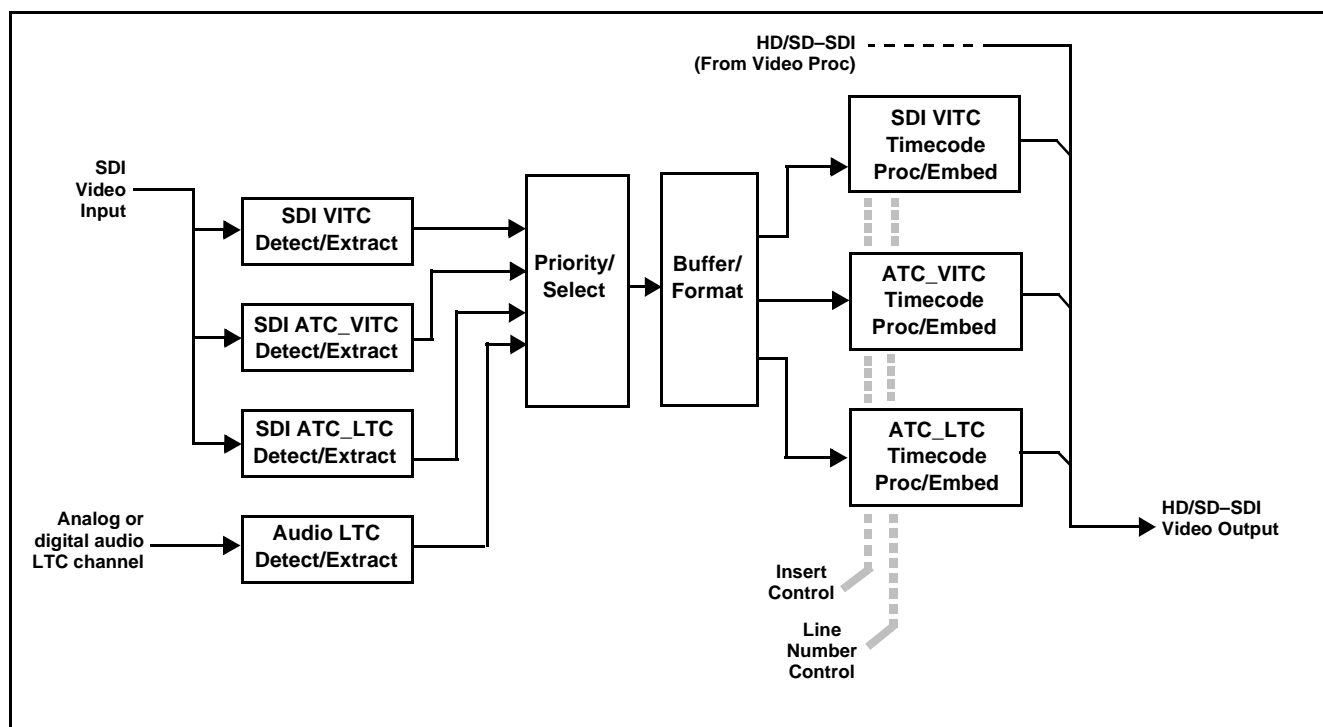 HD/SD–SDI
(From Video Proc)
SDI
Video
Input
SDI VITC
Detect/Extract
SDI ATC_VITC
Detect/Extract
SDI ATC_LTC
Detect/Extract
Analog or
digital audio
LTC channel
Audio LTC
Detect/Extract
Priority/
Select
Buffer/
Format
SDI VITC
Timecode
Proc/Embed
ATC_VITC
Timecode
Proc/Embed
ATC_LTC
Timecode
Proc/Embed
Insert
Control
Line
Number
Control
HD/SD–SDI
Video Output